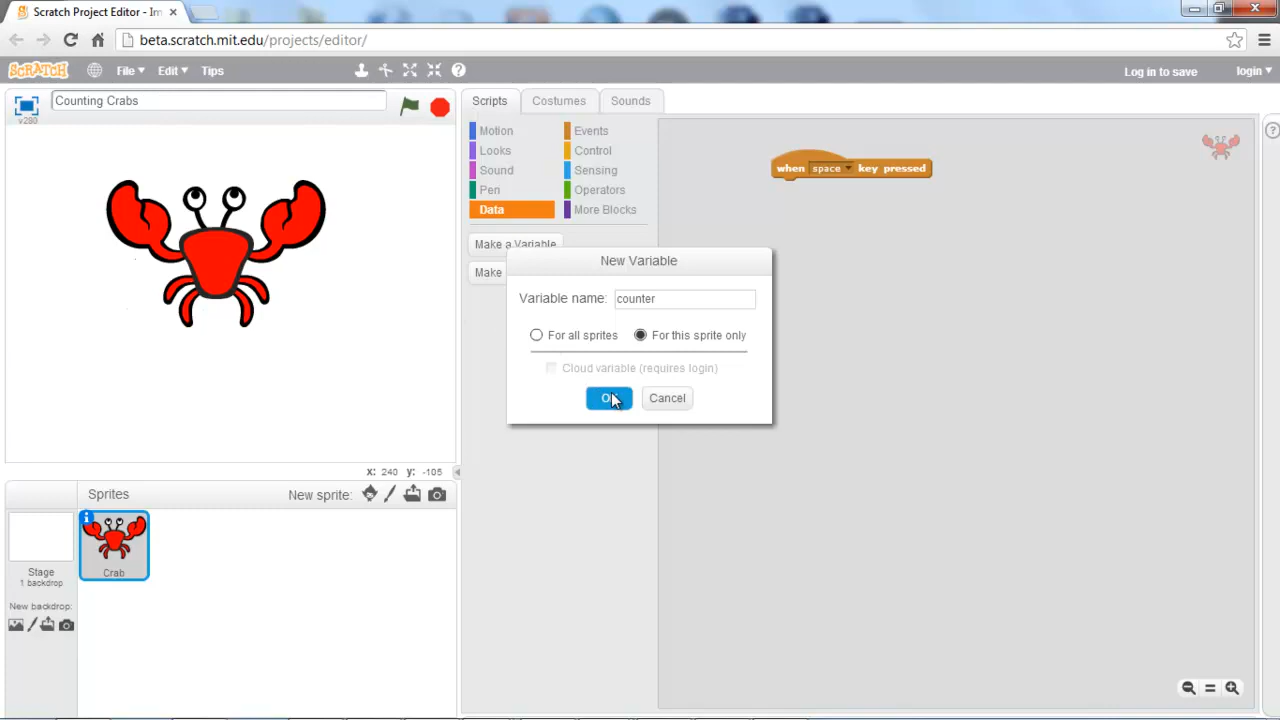 Scratch Project Editor - Im
beta.scratch.mit.edu/projects/editor/
SCRATCH
File
Edit
Tips
Log in to save
login
v280
Counting Crabs
Scripts
Costumes
Sounds
Motion
Events
Looks
Control
Sound
Sensing
Pen
Operators
Data
More Blocks
when space key pressed
Make a Variable
Make
New Variable
Variable name: counter
For all sprites
For this sprite only
Cloud variable (requires login)
Cancel
x: 240 y: -105
Sprites
New sprite:
Stage
1 backdrop
Crab
New backdrop: